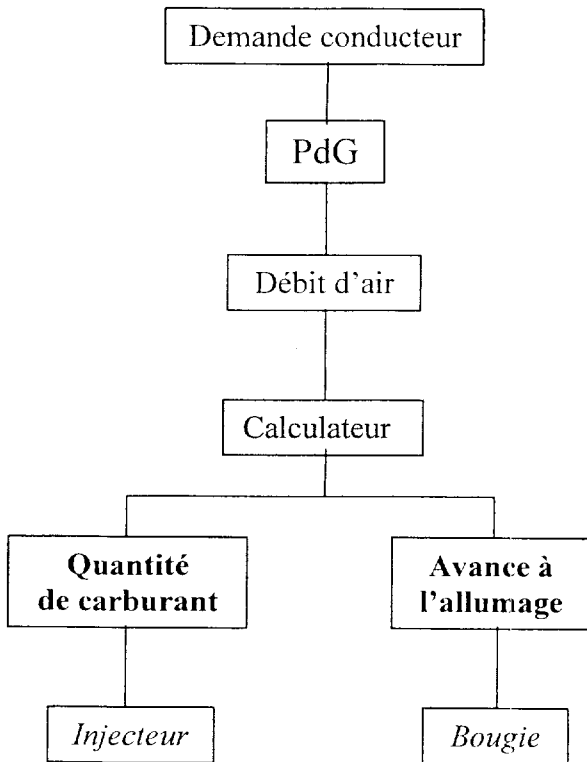 Demande conducteur
PdG
Débit d'air
Calculateur
Quantité
de carburant
Avance à
l'allumage
Injecteur
Bougie